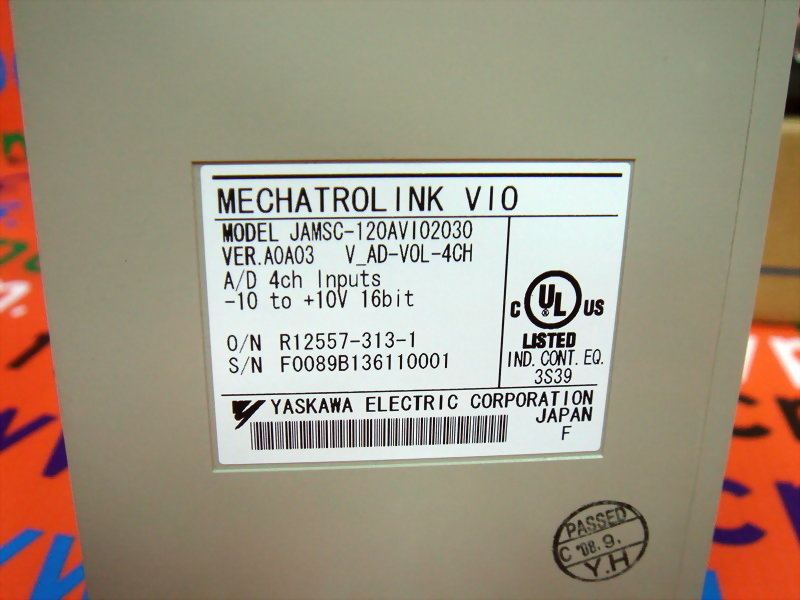 MECHATROLINK VIO
MODEL JAMSC-120AVI02030
VER.A0A03 V_AD-VOL-4CH
A/D 4ch Inputs
-10 to +10V 16bit
O/N R12557-313-1
S/N F0089B136110001
C UL US
®
LISTED
IND. CONT. EQ.
3S39
YASKAWA ELECTRIC CORPORATION
JAPAN
F
PASSED
C '08.9.
Y.H